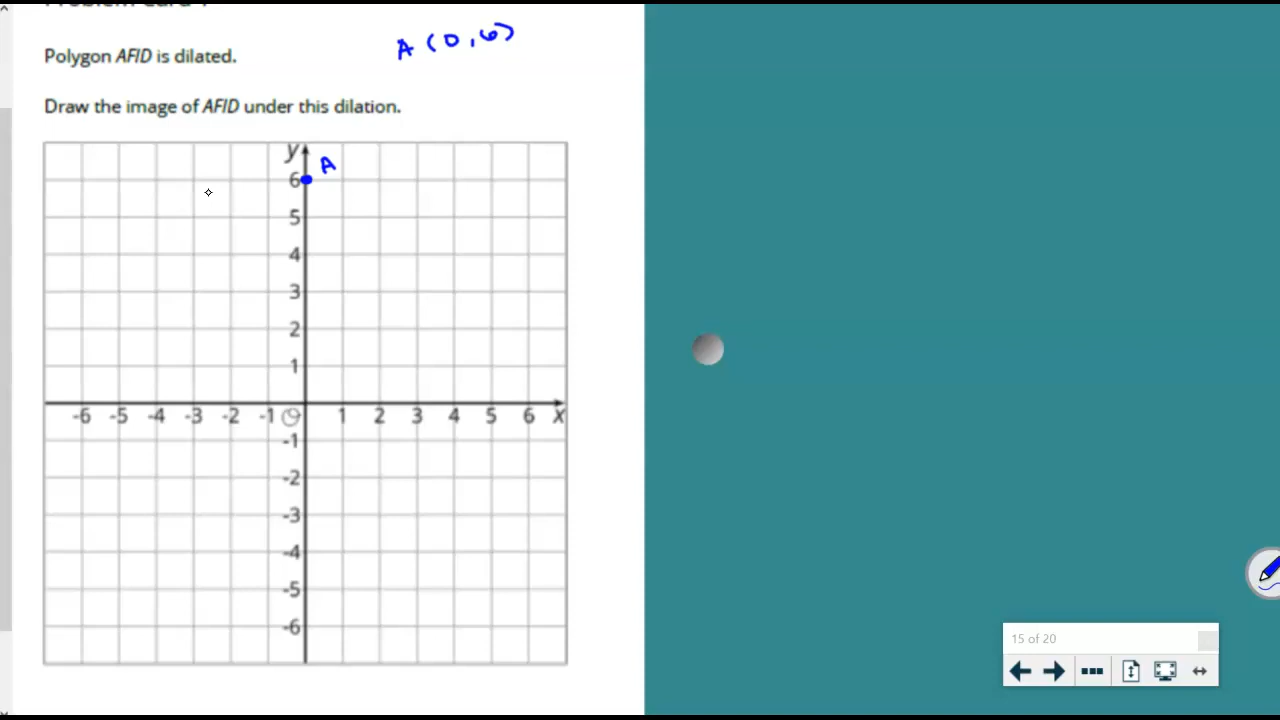 A (0,6)
Polygon AFID is dilated.
Draw the image of AFID under this dilation.
y
A
6
5
4
3
2
1
-6 -5 -4 -3 -2 -1 O 1 2 3 4 5 6 x
-1
-2
-3
-4
-5
-6
15 of 20